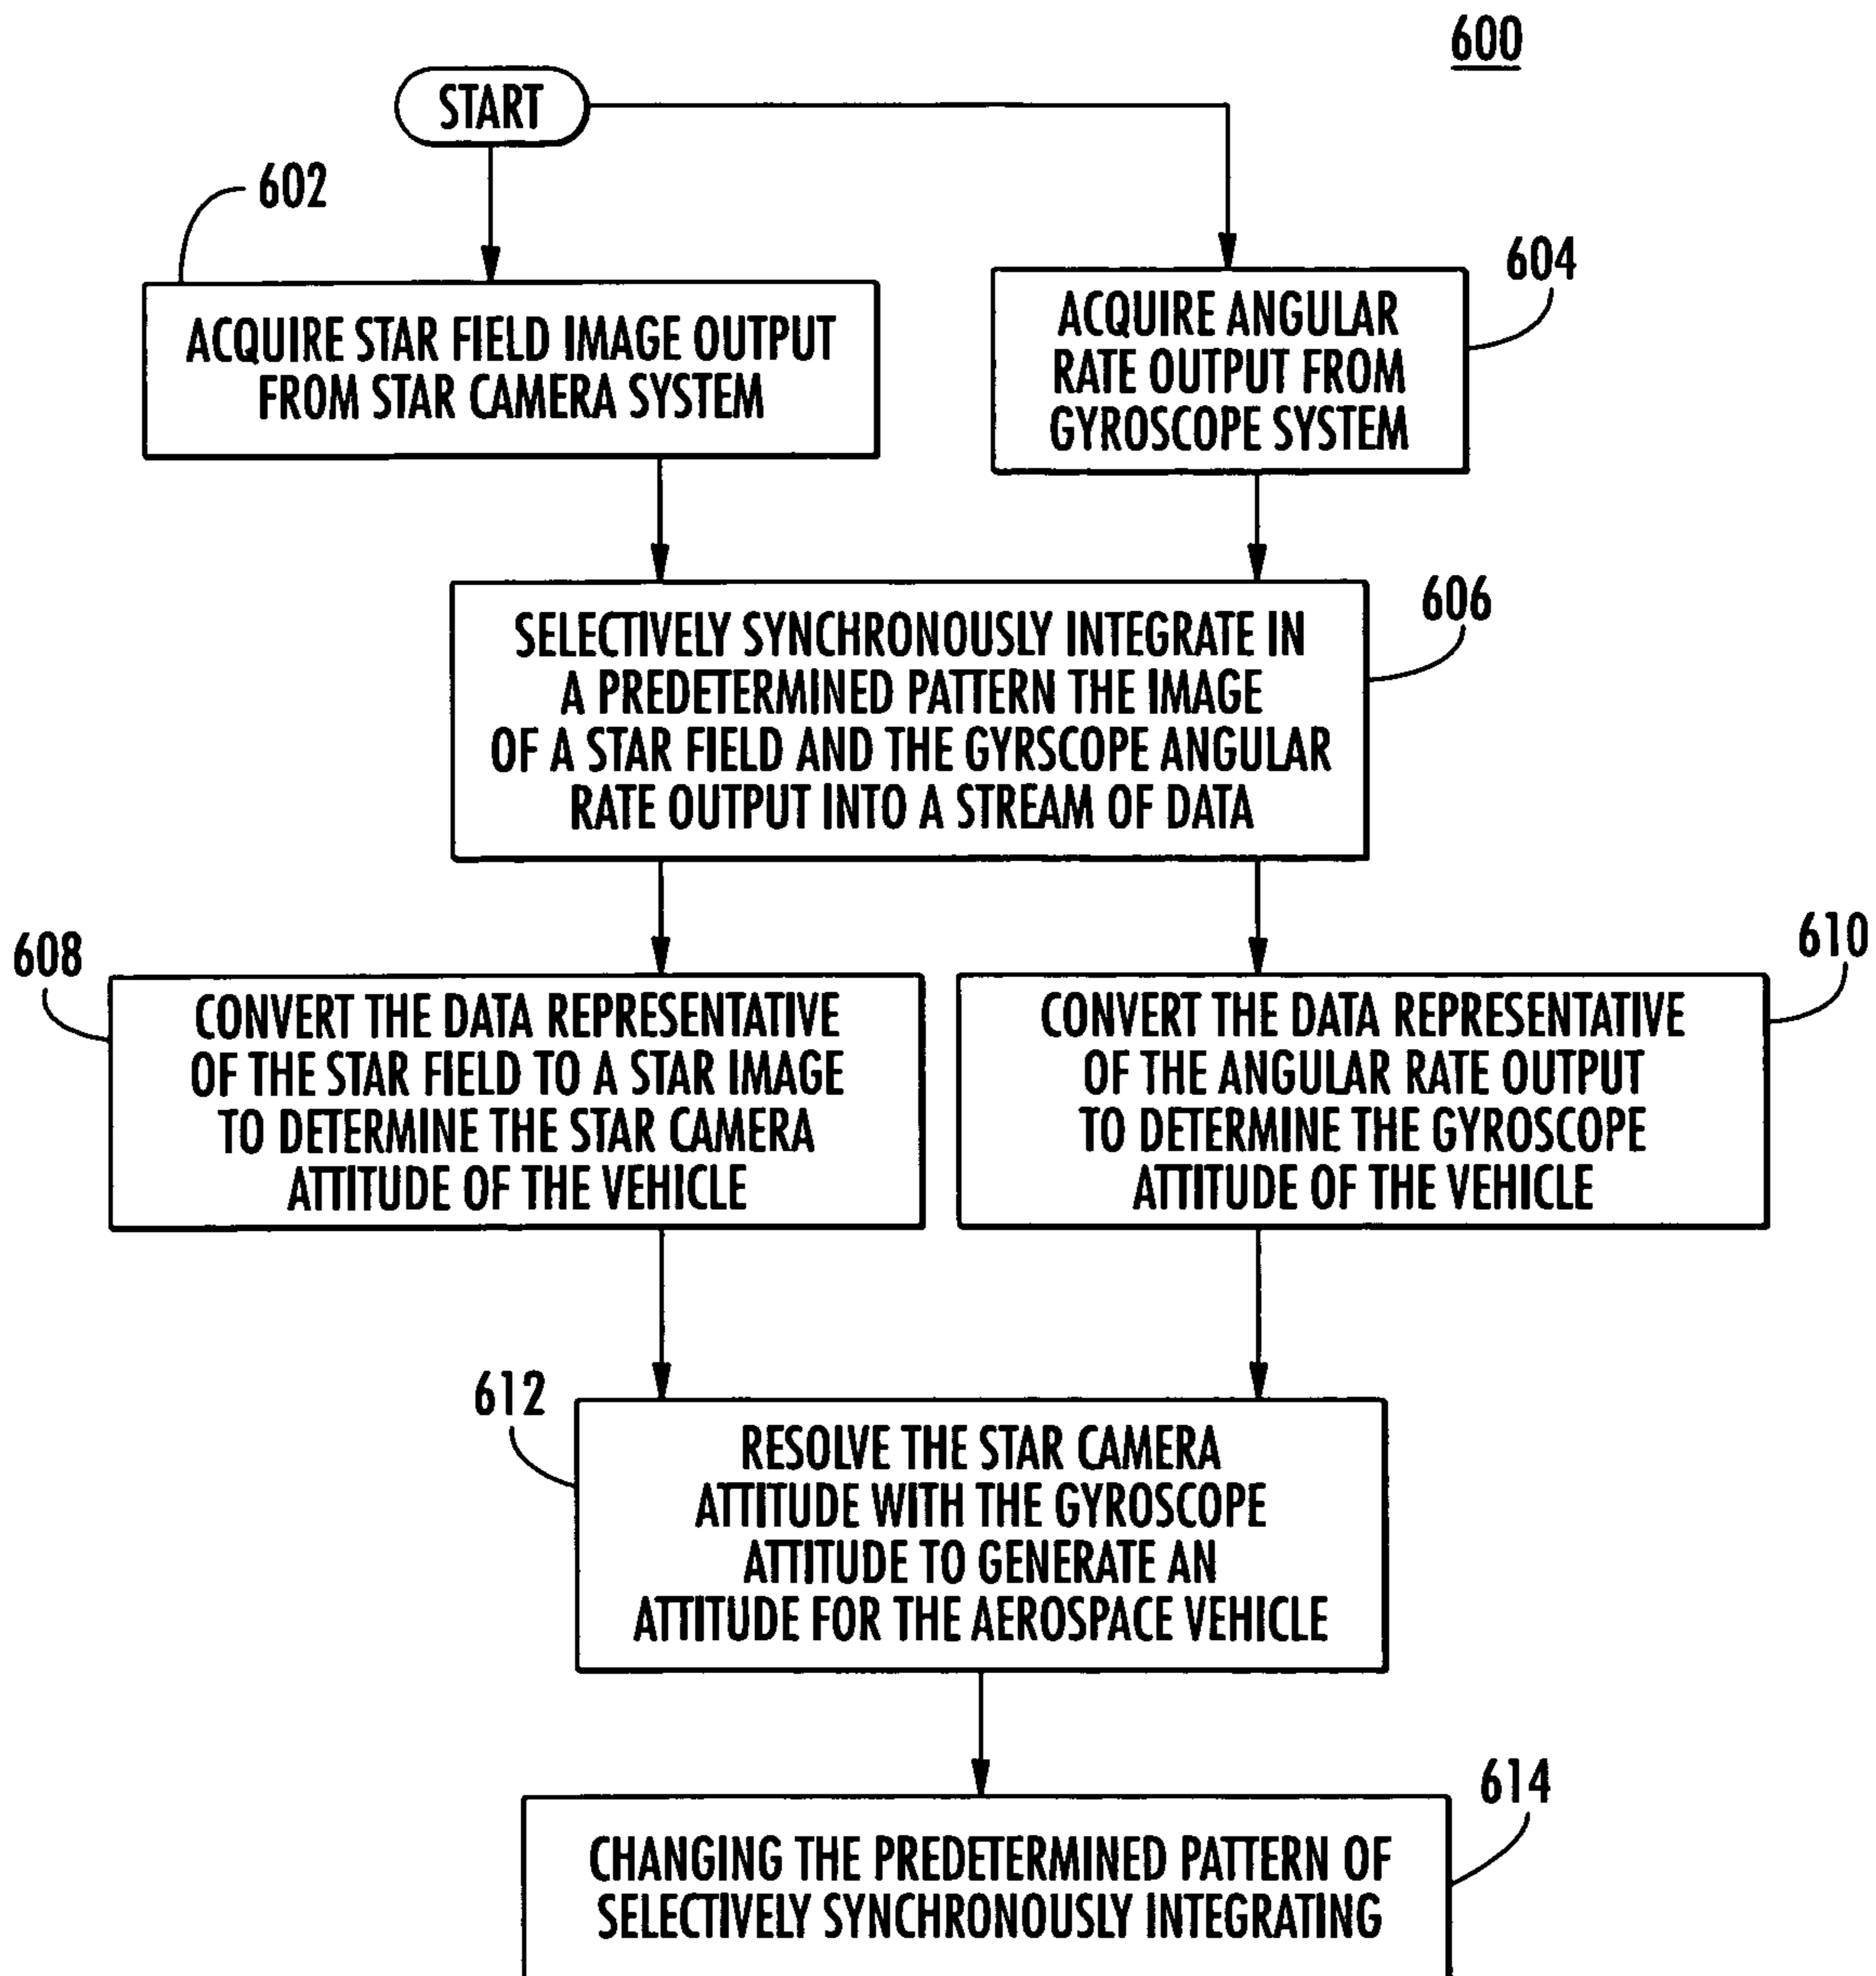 600
START
602
ACQUIRE STAR FIELD IMAGE OUTPUT
FROM STAR CAMERA SYSTEM
604
ACQUIRE ANGULAR
RATE OUTPUT FROM
GYROSCOPE SYSTEM
606
SELECTIVELY SYNCHRONOUSLY INTEGRATE IN
A PREDETERMINED PATTERN THE IMAGE
OF A STAR FIELD AND THE GYRSCOPE ANGULAR
RATE OUTPUT INTO A STREAM OF DATA
608
CONVERT THE DATA REPRESENTATIVE
OF THE STAR FIELD TO A STAR IMAGE
TO DETERMINE THE STAR CAMERA
ATTITUDE OF THE VEHICLE
610
CONVERT THE DATA REPRESENTATIVE
OF THE ANGULAR RATE OUTPUT
TO DETERMINE THE GYROSCOPE
ATTITUDE OF THE VEHICLE
612
RESOLVE THE STAR CAMERA
ATTITUDE WITH THE GYROSCOPE
ATTITUDE TO GENERATE AN
ATTITUDE FOR THE AEROSPACE VEHICLE
614
CHANGING THE PREDETERMINED PATTERN OF
SELECTIVELY SYNCHRONOUSLY INTEGRATING